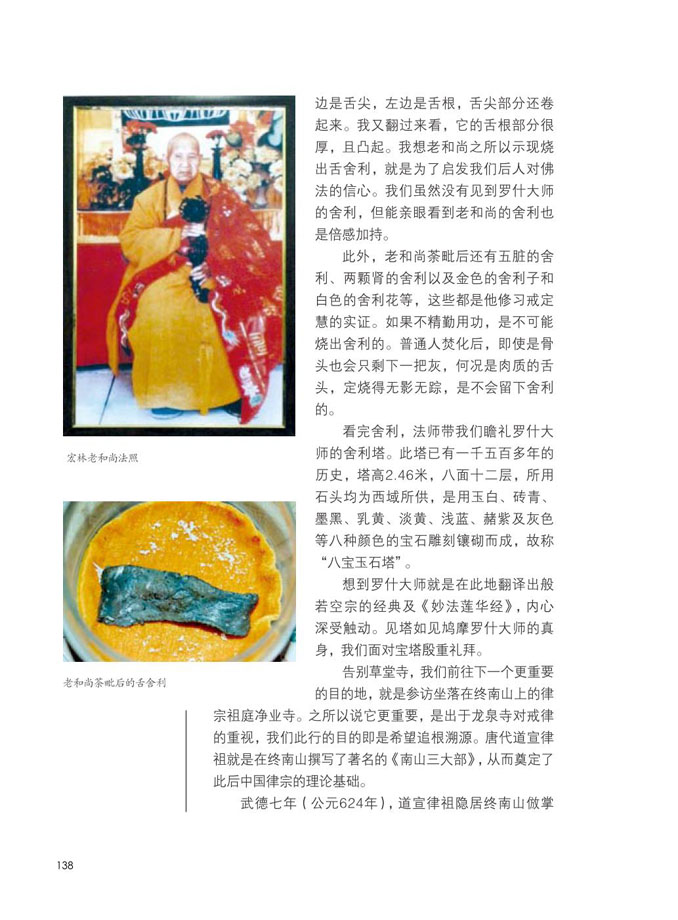 边是舌尖，左边是舌根，舌尖部分还卷
起来。我又翻过来看，它的舌根部分很
厚，且凸起。我想老和尚之所以示现烧
出舌舍利，就是为了启发我们后人对佛
法的信心。我们虽然没有见到罗什大师
的舍利，但能亲眼看到老和尚的舍利也
是倍感加持。
此外，老和尚荼毗后还有五脏的舍
利、两颗肾的舍利以及金色的舍利子和
白色的舍利花等，这些都是他修习戒定
慧的实证。如果不精勤用功，是不可能
烧出舍利的。普通人焚化后，即使是骨
头也会只剩下一把灰，何况是肉质的舌
头，定烧得无影无踪，是不会留下舍利
的。
看完舍利，法师带我们瞻礼罗什大
师的舍利塔。此塔已有一千五百多年的
历史，塔高2.46米，八面十二层，所用
石头均为西域所供，是用玉白、砖青、
墨黑、乳黄、淡黄、浅蓝、赭紫及灰色
等八种颜色的宝石雕刻镶砌而成，故称
“八宝玉石塔”。
想到罗什大师就是在此地翻译出般
若空宗的经典及《妙法莲华经》，内心
深受触动。见塔如见鸠摩罗什大师的真
身，我们面对宝塔殷重礼拜。
告别草堂寺，我们前往下一个更重要
的目的地，就是参访坐落在终南山上的律
宗祖庭净业寺。之所以说它更重要，是出于龙泉寺对戒律
的重视，我们此行的目的即是希望追根溯源。唐代道宣律
祖就是在终南山撰写了著名的《南山三大部》，从而奠定了
此后中国律宗的理论基础。
武德七年（公元624年），道宣律祖隐居终南山倣掌
宏林老和尚法照
老和尚荼毗后的舌舍利
138